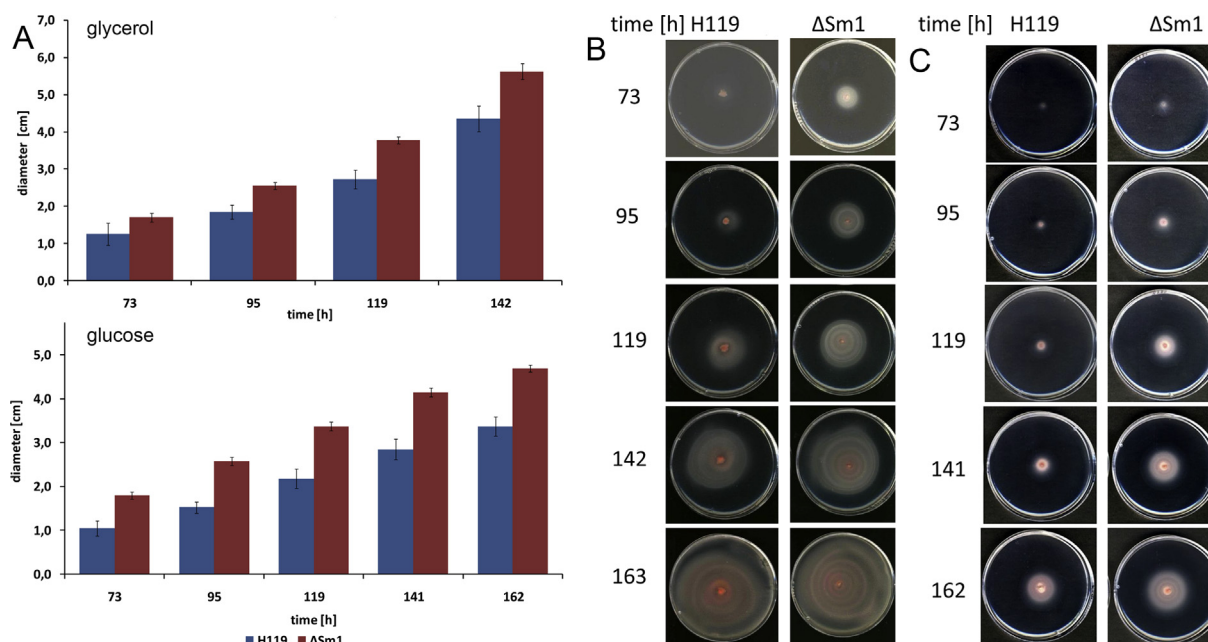 A
glycerol
7,0
6,0
5,0
4,0
3,0
2,0
1,0
0,0
diameter [cm]
73 95 119 142
time [h]
glucose
5,0
4,0
3,0
2,0
1,0
0,0
diameter [cm]
73 95 119 141 162
time [h]
H119 ΔSm1
B
time [h] H119 ΔSm1
73
95
119
142
163
C
time [h] H119 ΔSm1
73
95
119
141
162